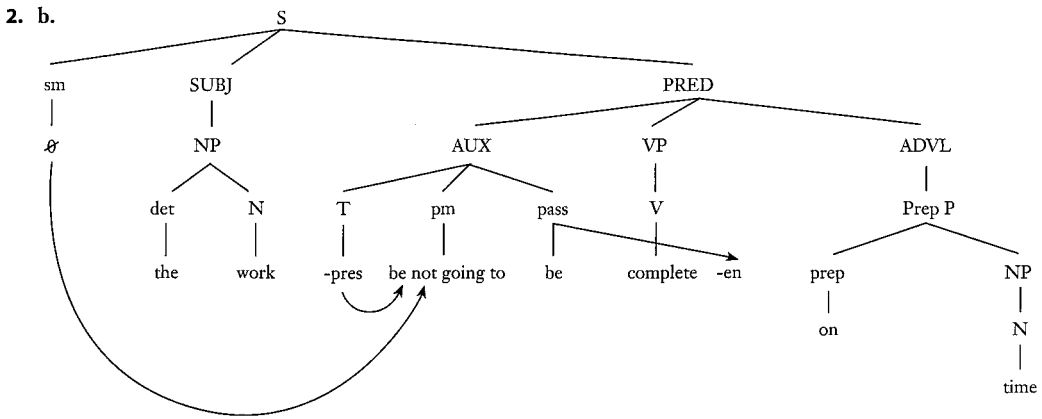 2. b.
S
sm SUBJ PRED
∅ NP AUX VP ADVL
det N T pm pass V Prep P
the work -pres be not going to be complete -en prep NP
on N
time